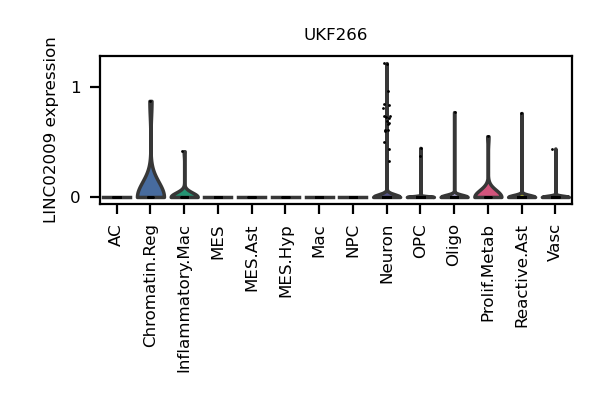 UKF266
LINC02009 expression
1
0
AC
Chromatin.Reg
Inflammatory.Mac
MES
MES.Ast
MES.Hyp
Mac
NPC
Neuron
OPC
Oligo
Prolif.Metab
Reactive.Ast
Vasc